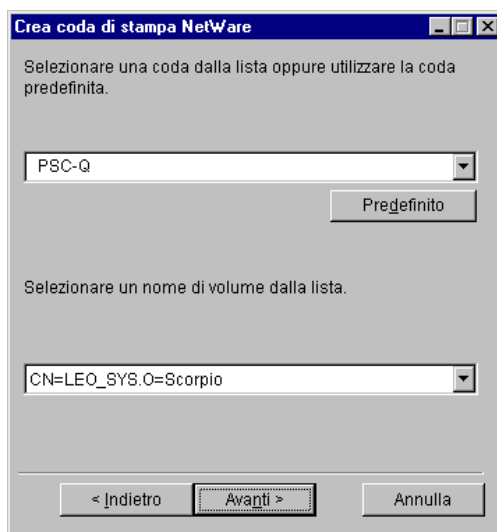 Crea coda di stampa NetWare
Selezionare una coda dalla lista oppure utilizzare la coda
predefinita.
PSC-Q
Predefinito
Selezionare un nome di volume dalla lista.
CN=LEO_SYS.O=Scorpio
< Indietro
Avanti >
Annulla